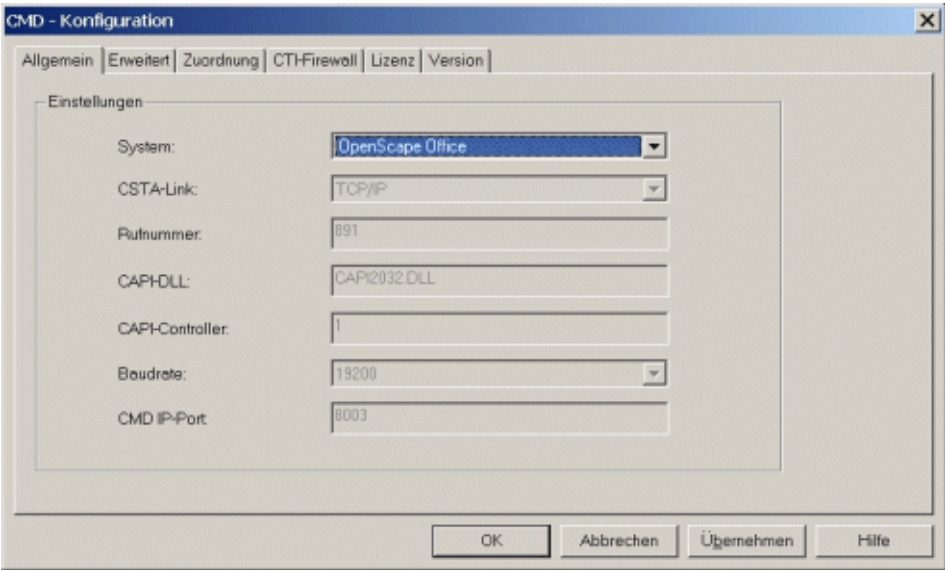 CMD - Konfiguration
Allgemein Erweitert Zuordnung CTI-Firewall Lizenz Version
Einstellungen
System: OpenScape Office
CSTA-Link: TCP/IP
Rufnummer: 891
CAPI-DLL: CAPI2032.DLL
CAPI-Controller: 1
Baudrate: 19200
CMD IP-Port 8003
OK Abbrechen Übernehmen Hilfe